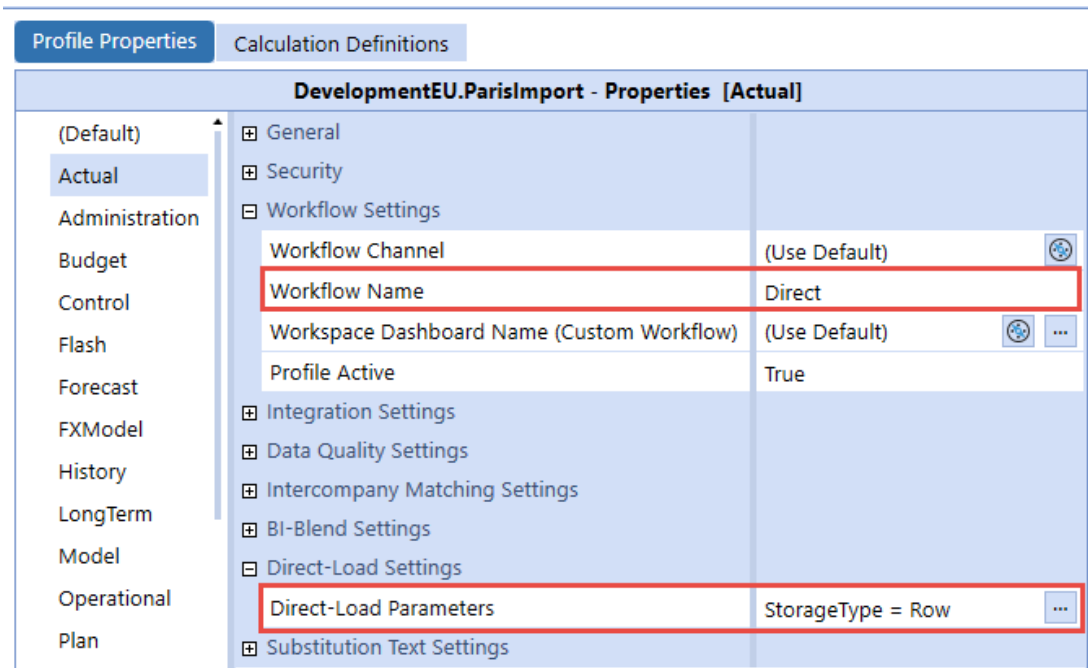 Profile Properties Calculation Definitions
DevelopmentEU.ParisImport - Properties [Actual]
(Default)
Actual
Administration
Budget
Control
Flash
Forecast
FXModel
History
LongTerm
Model
Operational
Plan
General
Security
Workflow Settings
Workflow Channel (Use Default)
Workflow Name Direct
Workspace Dashboard Name (Custom Workflow) (Use Default) ...
Profile Active True
Integration Settings
Data Quality Settings
Intercompany Matching Settings
BI-Blend Settings
Direct-Load Settings
Direct-Load Parameters StorageType = Row ...
Substitution Text Settings